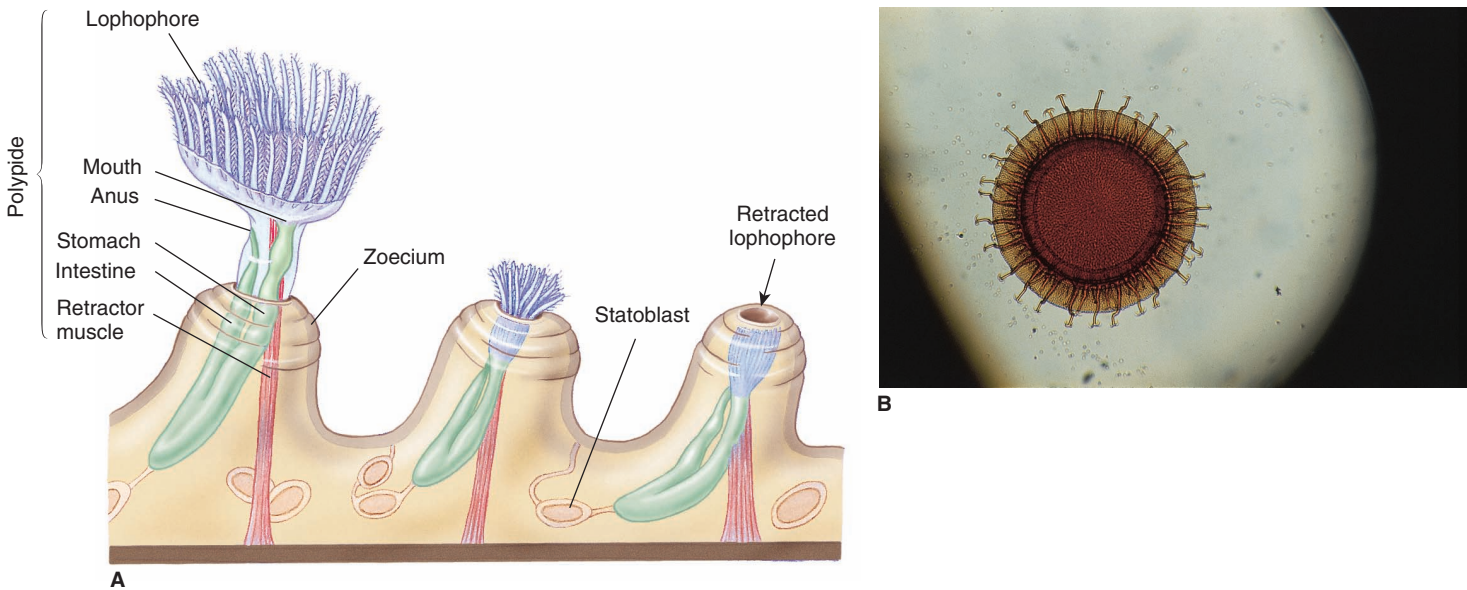 Lophophore
Polypide
Mouth
Anus
Stomach
Intestine
Retractor
muscle
Zoecium
Statoblast
Retracted
lophophore
A
B